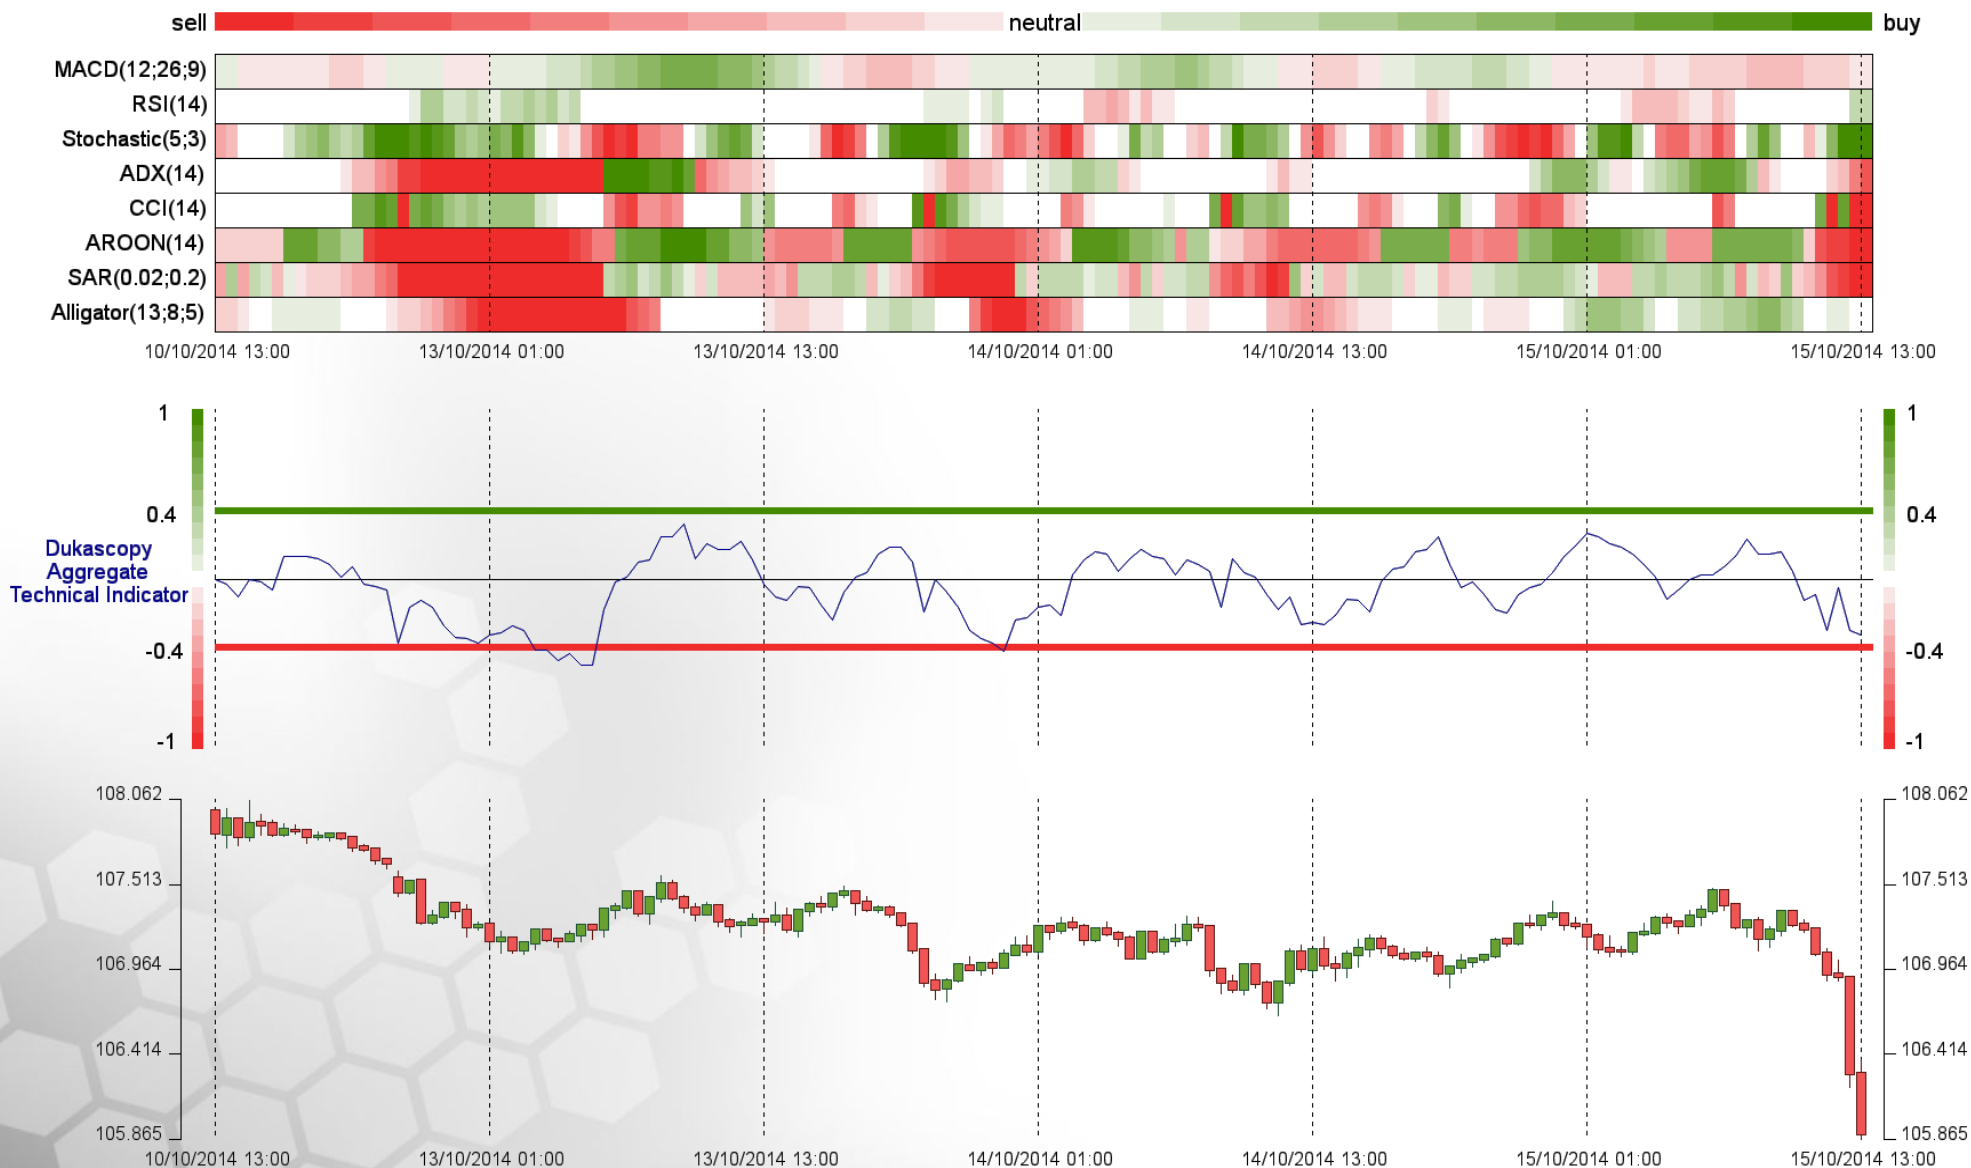 sell neutral buy
MACD(12;26;9)
RSI(14)
Stochastic(5;3)
ADX(14)
CCI(14)
AROON(14)
SAR(0.02;0.2)
Alligator(13;8;5)
10/10/2014 13:00 13/10/2014 01:00 13/10/2014 13:00 14/10/2014 01:00 14/10/2014 13:00 15/10/2014 01:00 15/10/2014 13:00
1 1
0.4 0.4
Dukascopy
Aggregate
Technical Indicator
-0.4 -0.4
-1 -1
108.062 108.062
107.513 107.513
106.964 106.964
106.414 106.414
105.865 105.865
10/10/2014 13:00 13/10/2014 01:00 13/10/2014 13:00 14/10/2014 01:00 14/10/2014 13:00 15/10/2014 01:00 15/10/2014 13:00